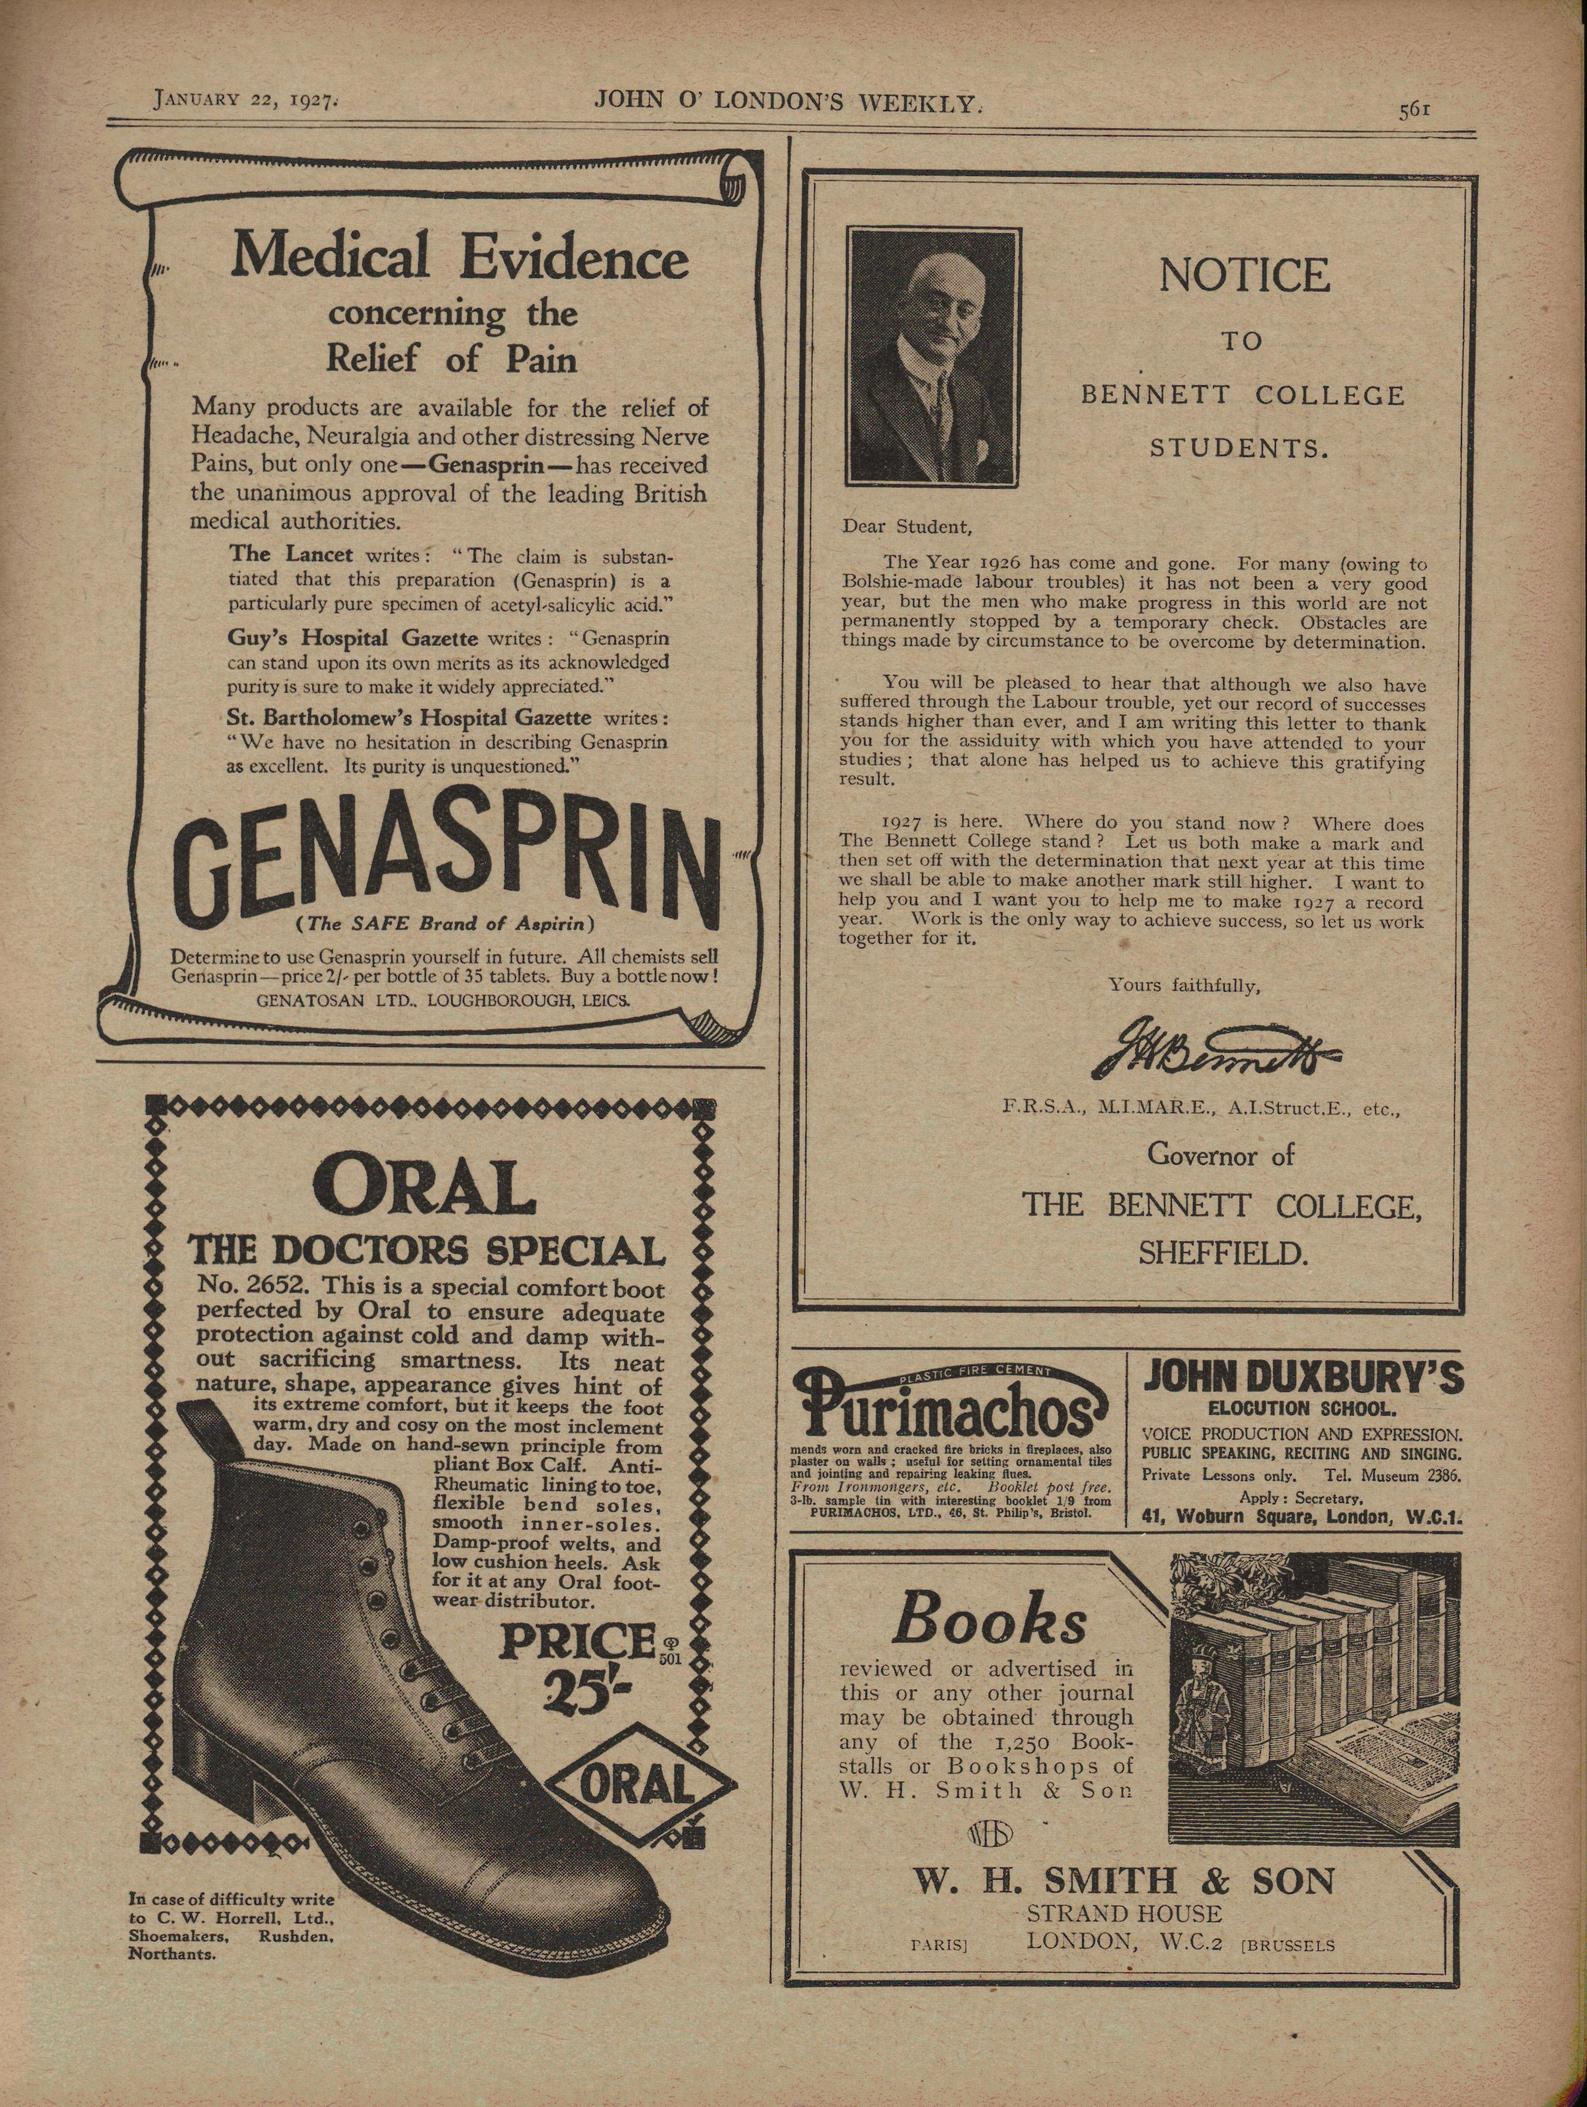 JANUARY 22, 1927.
JOHN O' LONDON'S WEEKLY.
561
Medical Evidence
concerning the
Relief of Pain
Many products are available for the relief of
Headache, Neuralgia and other distressing Nerve
Pains, but only one—Genasprin—has received
the unanimous approval of the leading British
medical authorities.
The Lancet writes: "The claim is substan-
tiated that this preparation (Genasprin) is a
particularly pure specimen of acetyl-salicylic acid."
Guy's Hospital Gazette writes: "Genasprin
can stand upon its own merits as its acknowledged
purity is sure to make it widely appreciated."
St. Bartholomew's Hospital Gazette writes:
"We have no hesitation in describing Genasprin
as excellent. Its purity is unquestioned."
GENASPRIN
(The SAFE Brand of Aspirin)
Determine to use Genasprin yourself in future. All chemists sell
Genasprin—price 2/- per bottle of 35 tablets. Buy a bottle now!
GENATOSAN LTD., LOUGHBOROUGH, LEICS.
ORAL
THE DOCTORS SPECIAL
No. 2652. This is a special comfort boot
perfected by Oral to ensure adequate
protection against cold and damp with-
out sacrificing smartness. Its neat
nature, shape, appearance gives hint of
its extreme comfort, but it keeps the foot
warm, dry and cosy on the most inclement
day. Made on hand-sewn principle from
pliant Box Calf. Anti-
Rheumatic lining to toe,
flexible bend soles,
smooth inner-soles.
Damp-proof welts, and
low cushion heels. Ask
for it at any Oral foot-
wear distributor.
PRICE
501
25/-
ORAL
In case of difficulty write
to C. W. Horrell, Ltd.,
Shoemakers, Rushden,
Northants.
NOTICE
TO
BENNETT COLLEGE
STUDENTS.
Dear Student,
The Year 1926 has come and gone. For many (owing to
Bolshie-made labour troubles) it has not been a very good
year, but the men who make progress in this world are not
permanently stopped by a temporary check. Obstacles are
things made by circumstance to be overcome by determination.
You will be pleased to hear that although we also have
suffered through the Labour trouble, yet our record of successes
stands higher than ever, and I am writing this letter to thank
you for the assiduity with which you have attended to your
studies; that alone has helped us to achieve this gratifying
result.
1927 is here. Where do you stand now? Where does
The Bennett College stand? Let us both make a mark and
then set off with the determination that next year at this time
we shall be able to make another mark still higher. I want to
help you and I want you to help me to make 1927 a record
year. Work is the only way to achieve success, so let us work
together for it.
Yours faithfully,
JHBennett
F.R.S.A., M.I.MAR.E., A.I.Struct.E., etc.,
Governor of
THE BENNETT COLLEGE,
SHEFFIELD.
PLASTIC FIRE CEMENT
Purimachos
mends worn and cracked fire bricks in fireplaces, also
plaster on walls; useful for setting ornamental tiles
and jointing and repairing leaking flues.
From Ironmongers, etc. Booklet post free.
3-lb. sample tin with interesting booklet 1/9 from
PURIMACHOS, LTD., 46, St. Philip's, Bristol.
JOHN DUXBURY'S
ELOCUTION SCHOOL.
VOICE PRODUCTION AND EXPRESSION.
PUBLIC SPEAKING, RECITING AND SINGING.
Private Lessons only. Tel. Museum 2386.
Apply: Secretary,
41, Woburn Square, London, W.C.1.
Books
reviewed or advertised in
this or any other journal
may be obtained through
any of the 1,250 Book-
stalls or Bookshops of
W. H. Smith & Son
WHS
W. H. SMITH & SON
STRAND HOUSE
PARIS] LONDON, W.C.2 [BRUSSELS